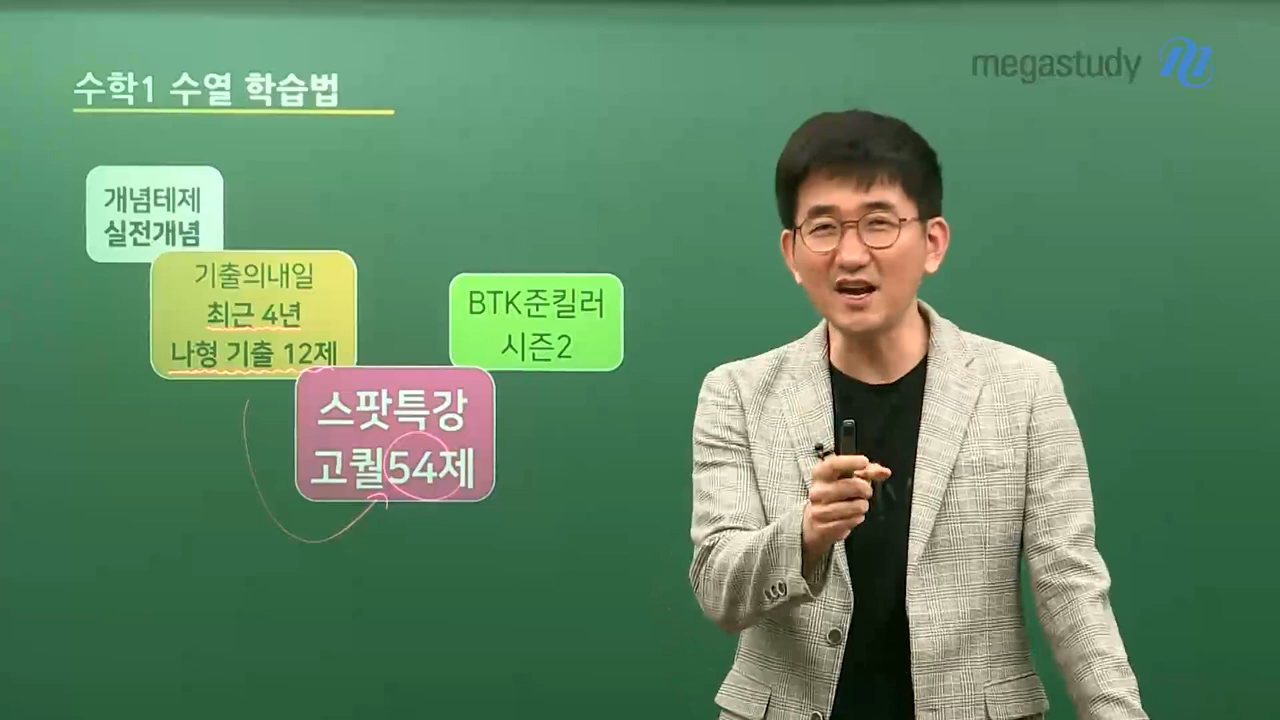 수학1 수열 학습법
megastudy
개념테제
실전개념
기출의내일
최근 4년
나형 기출 12제
BTK준킬러
시즌2
스팟특강
고퀄54제